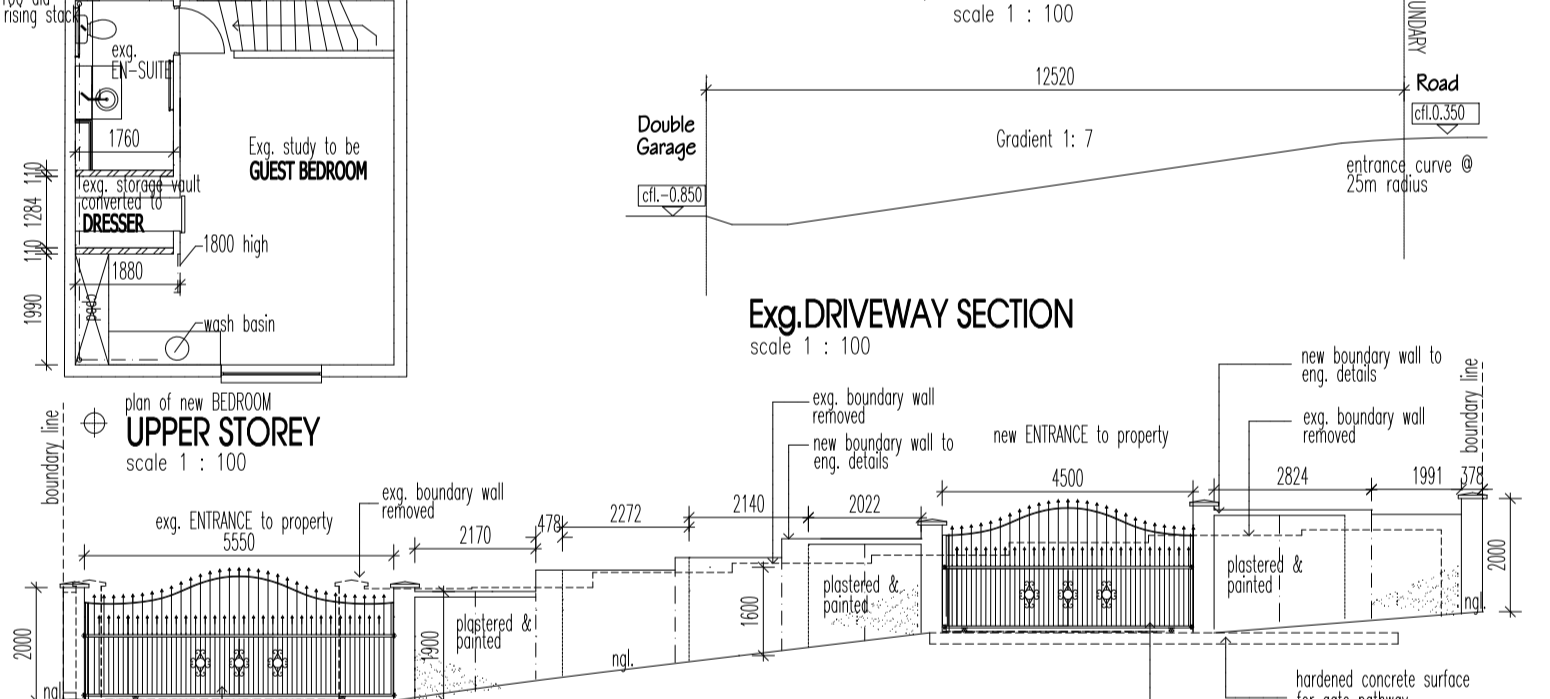 rising stack
exg.
EN-SUITE
1760
Exg. study to be
GUEST BEDROOM
110
1284
110
1990
exg. storage vault
converted to
DRESSER
1800 high
1880
cbd
wash basin
plan of new BEDROOM
UPPER STOREY
scale 1 : 100
scale 1 : 100
UNDARY
12520
Road
cfl.0.350
Double
Garage
Gradient 1: 7
cfl.-0.850
entrance curve @
25m radius
Exg.DRIVEWAY SECTION
scale 1 : 100
boundary line
exg. ENTRANCE to property
5550
exg. boundary wall
removed
2170
478
2272
2140
2022
exg. boundary wall
removed
new boundary wall to
eng. details
new ENTRANCE to property
4500
new boundary wall to
eng. details
exg. boundary wall
removed
2824
1991
378
boundary line
2000
ngl.
1900
plastered &
painted
ngl.
1600
plastered &
painted
plastered &
painted
2000
ngl.
hardened concrete surface
for gate pathway